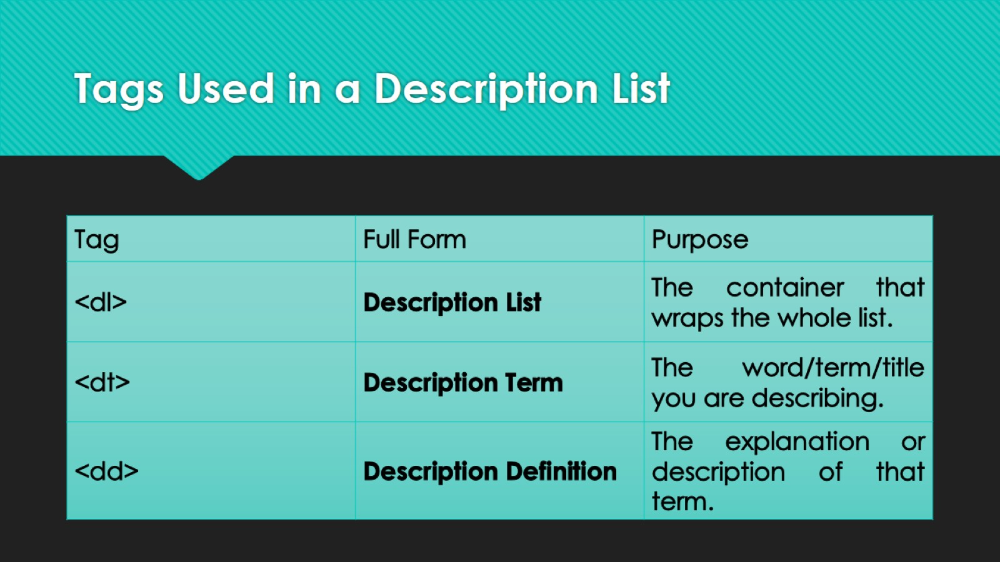 Tags Used in a Description List
Tag
Full Form
Purpose
<dl>
Description List
The container that
wraps the whole list.
<dt>
Description Term
The word/term/title
you are describing.
<dd>
Description Definition
The explanation or
description of that
term.